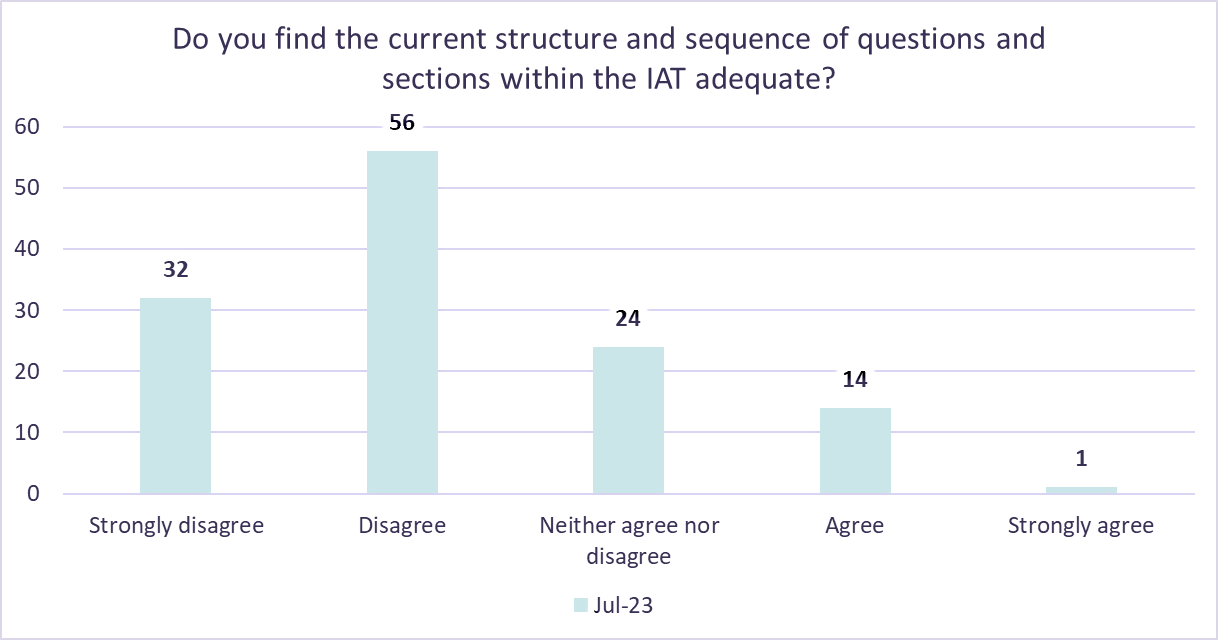 Do you find the current structure and sequence of questions and
sections within the IAT adequate?
60
50
40
30
20
10
0
32
56
24
14
1
Strongly disagree
Disagree
Neither agree nor
disagree
Agree
Strongly agree
Jul-23